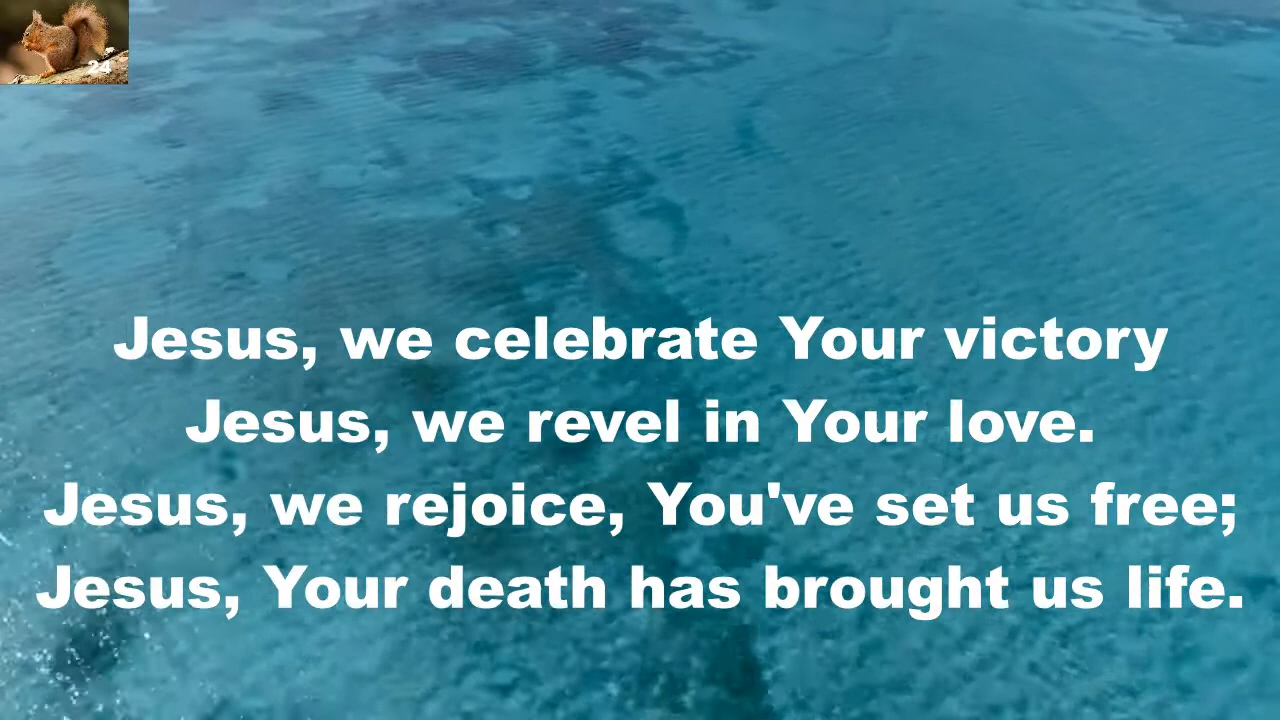 24
Jesus, we celebrate Your victory
Jesus, we revel in Your love.
Jesus, we rejoice, You've set us free;
Jesus, Your death has brought us life.